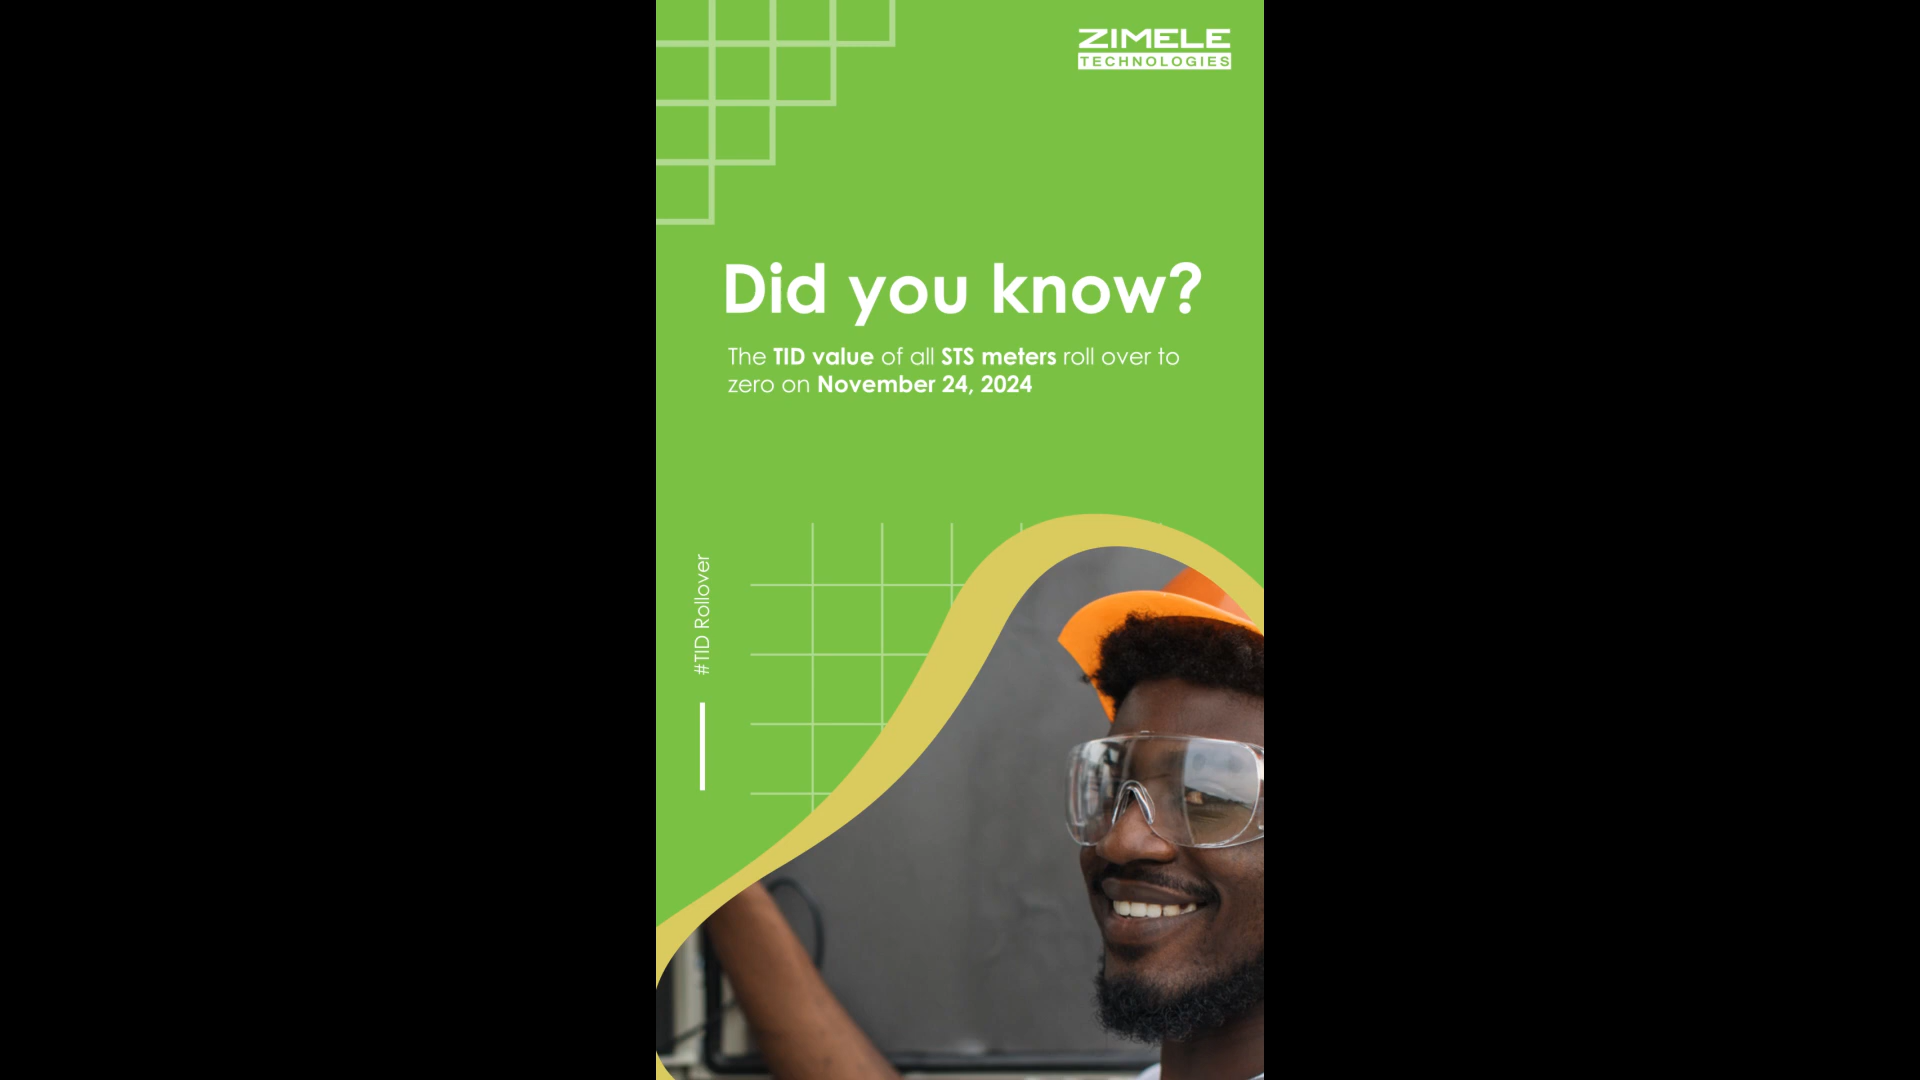 ZIMELE
TECHNOLOGIES
Did you know?
The TID value of all STS meters roll over to
zero on November 24, 2024
#TID Rollover